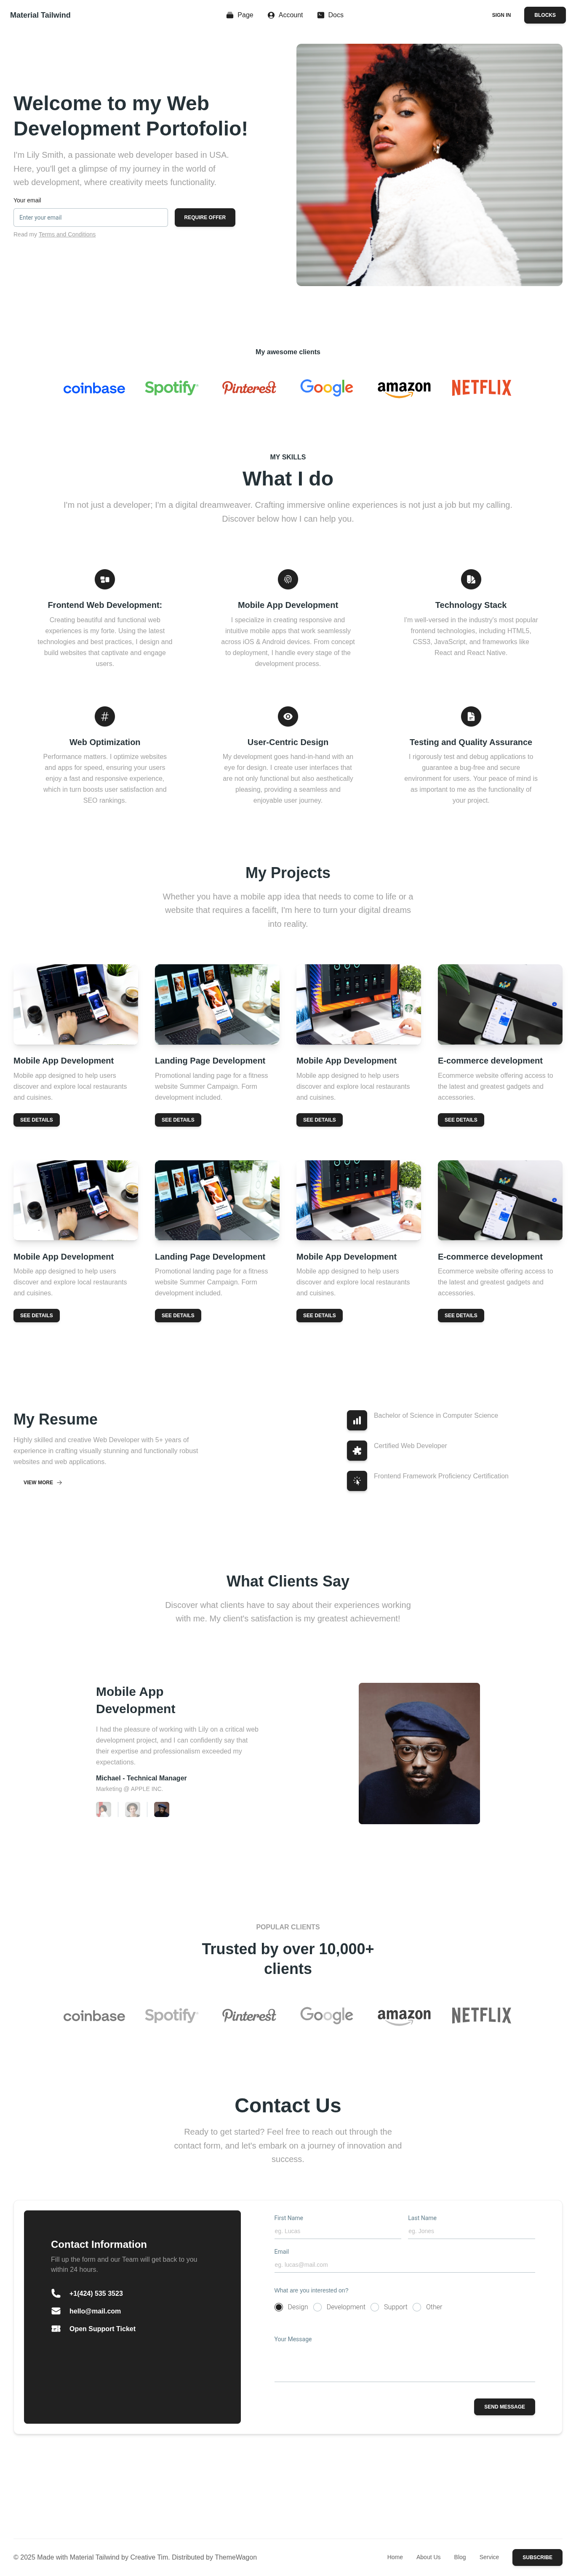 Material Tailwind
Page
Account
Docs
SIGN IN
BLOCKS
Welcome to my Web
Development Portofolio!
I'm Lily Smith, a passionate web developer based in USA.
Here, you'll get a glimpse of my journey in the world of
web development, where creativity meets functionality.
Your email
Enter your email
REQUIRE OFFER
Read my Terms and Conditions
My awesome clients
coinbase
Spotify
Pinterest
Google
amazon
NETFLIX
MY SKILLS
What I do
I'm not just a developer; I'm a digital dreamweaver. Crafting immersive online experiences is not just a job but my calling.
Discover below how I can help you.
Frontend Web Development:
Creating beautiful and functional web
experiences is my forte. Using the latest
technologies and best practices, I design and
build websites that captivate and engage
users.
Mobile App Development
I specialize in creating responsive and
intuitive mobile apps that work seamlessly
across iOS & Android devices. From concept
to deployment, I handle every stage of the
development process.
Technology Stack
I'm well-versed in the industry's most popular
frontend technologies, including HTML5,
CSS3, JavaScript, and frameworks like
React and React Native.
Web Optimization
Performance matters. I optimize websites
and apps for speed, ensuring your users
enjoy a fast and responsive experience,
which in turn boosts user satisfaction and
SEO rankings.
User-Centric Design
My development goes hand-in-hand with an
eye for design. I create user interfaces that
are not only functional but also aesthetically
pleasing, providing a seamless and
enjoyable user journey.
Testing and Quality Assurance
I rigorously test and debug applications to
guarantee a bug-free and secure
environment for users. Your peace of mind is
as important to me as the functionality of
your project.
My Projects
Whether you have a mobile app idea that needs to come to life or a
website that requires a facelift, I'm here to turn your digital dreams
into reality.
Mobile App Development
Mobile app designed to help users
discover and explore local restaurants
and cuisines.
SEE DETAILS
Landing Page Development
Promotional landing page for a fitness
website Summer Campaign. Form
development included.
SEE DETAILS
Mobile App Development
Mobile app designed to help users
discover and explore local restaurants
and cuisines.
SEE DETAILS
E-commerce development
Ecommerce website offering access to
the latest and greatest gadgets and
accessories.
SEE DETAILS
Mobile App Development
Mobile app designed to help users
discover and explore local restaurants
and cuisines.
SEE DETAILS
Landing Page Development
Promotional landing page for a fitness
website Summer Campaign. Form
development included.
SEE DETAILS
Mobile App Development
Mobile app designed to help users
discover and explore local restaurants
and cuisines.
SEE DETAILS
E-commerce development
Ecommerce website offering access to
the latest and greatest gadgets and
accessories.
SEE DETAILS
My Resume
Highly skilled and creative Web Developer with 5+ years of
experience in crafting visually stunning and functionally robust
websites and web applications.
VIEW MORE
Bachelor of Science in Computer Science
Certified Web Developer
Frontend Framework Proficiency Certification
What Clients Say
Discover what clients have to say about their experiences working
with me. My client's satisfaction is my greatest achievement!
Mobile App
Development
I had the pleasure of working with Lily on a critical web
development project, and I can confidently say that
their expertise and professionalism exceeded my
expectations.
Michael - Technical Manager
Marketing @ APPLE INC.
POPULAR CLIENTS
Trusted by over 10,000+
clients
coinbase
Spotify
Pinterest
Google
amazon
NETFLIX
Contact Us
Ready to get started? Feel free to reach out through the
contact form, and let's embark on a journey of innovation and
success.
Contact Information
Fill up the form and our Team will get back to you
within 24 hours.
+1(424) 535 3523
hello@mail.com
Open Support Ticket
First Name
eg. Lucas
Last Name
eg. Jones
Email
eg. lucas@mail.com
What are you interested on?
Design
Development
Support
Other
Your Message
SEND MESSAGE
© 2025 Made with Material Tailwind by Creative Tim. Distributed by ThemeWagon
Home
About Us
Blog
Service
SUBSCRIBE